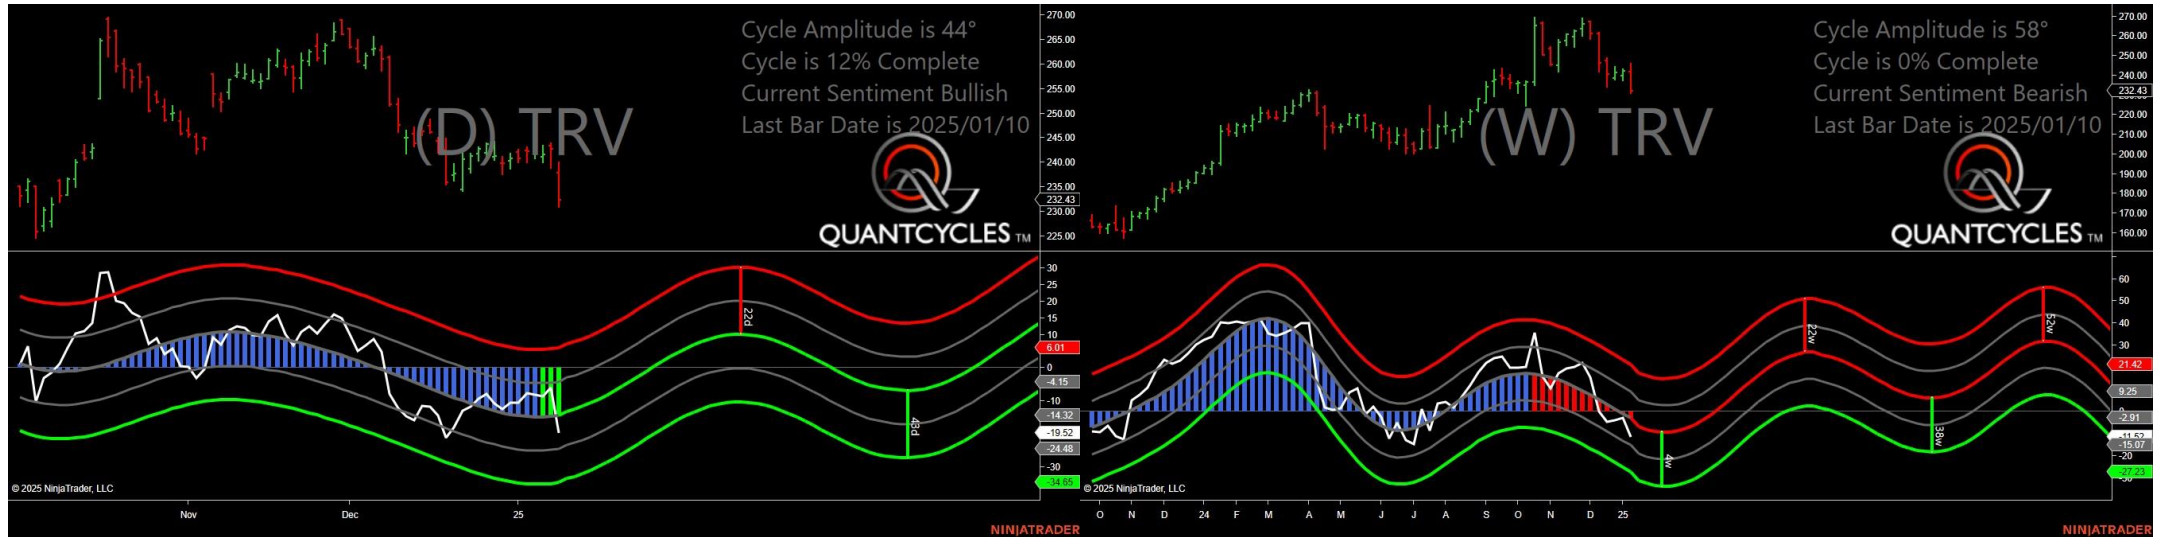 Cycle Amplitude is 44°
Cycle is 12% Complete
Current Sentiment Bullish
Last Bar Date is 2025/01/10
(D) TRV
QUANTCYCLES TM
270.00
265.00
260.00
255.00
250.00
245.00
240.00
235.00
232.43
230.00
225.00
22d
43d
30
25
20
15
10
6.01
0
-4.15
-10
-14.32
-19.52
-24.48
-30
-34.65
© 2025 NinjaTrader, LLC
Nov Dec 25
NINJATRADER
Cycle Amplitude is 58°
Cycle is 0% Complete
Current Sentiment Bearish
Last Bar Date is 2025/01/10
(W) TRV
QUANTCYCLES TM
270.00
260.00
250.00
240.00
232.43
220.00
210.00
200.00
190.00
180.00
170.00
160.00
4w
22w
38w
52w
60
50
40
30
21.42
9.25
-2.91
-15.07
-20
-27.23
© 2025 NinjaTrader, LLC
O N D 24 F M A M J J A S O N D 25
NINJATRADER